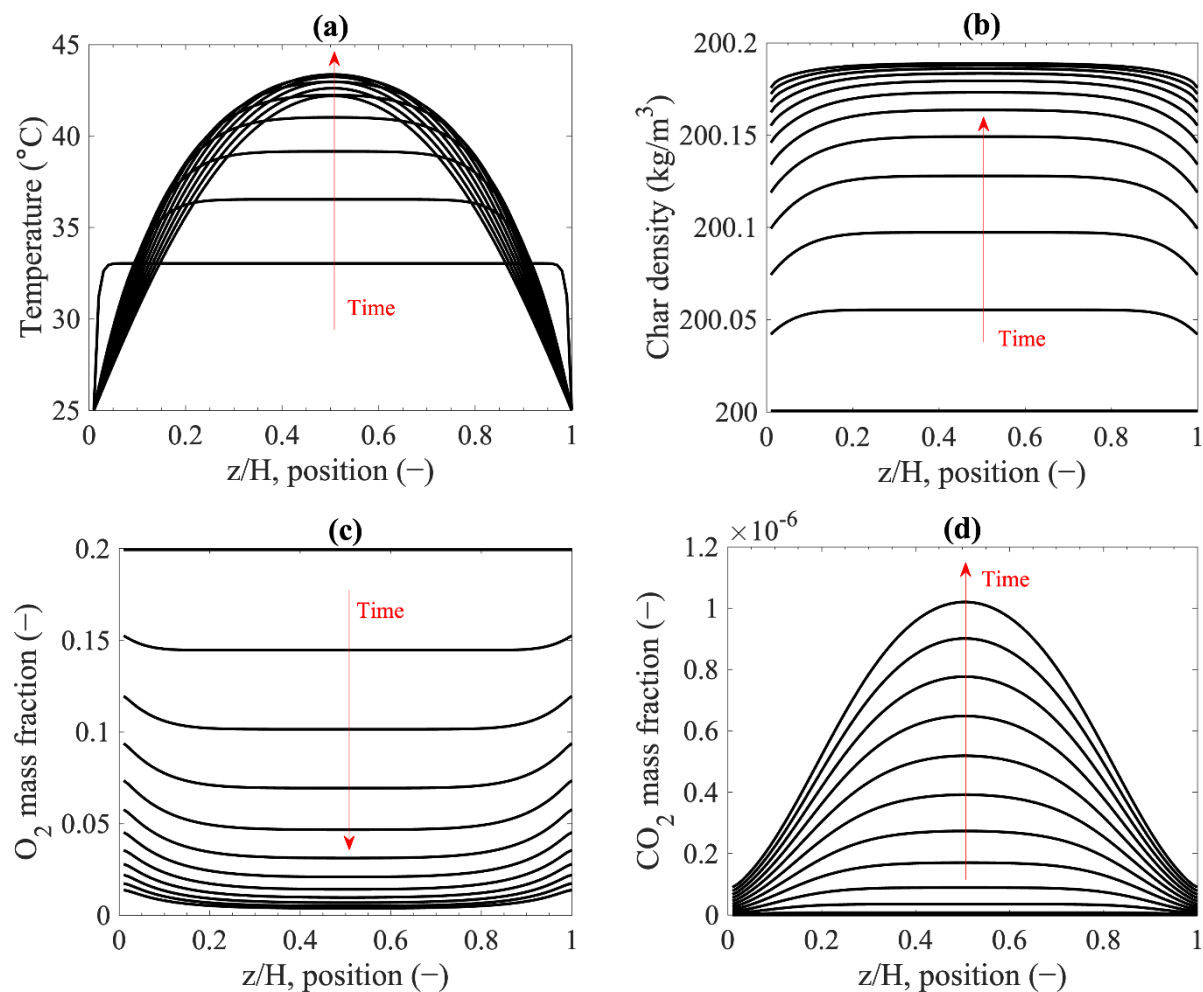 (a)
45
40
35
30
25
Temperature (°C)
Time
0 0.2 0.4 0.6 0.8 1
z/H, position (−)
(b)
200.2
200.15
200.1
200.05
200
Char density (kg/m³)
Time
0 0.2 0.4 0.6 0.8 1
z/H, position (−)
(c)
0.2
0.15
0.1
0.05
0
O₂ mass fraction (−)
Time
0 0.2 0.4 0.6 0.8 1
z/H, position (−)
(d)
×10⁻⁶
1.2
1
0.8
0.6
0.4
0.2
0
CO₂ mass fraction (−)
Time
0 0.2 0.4 0.6 0.8 1
z/H, position (−)